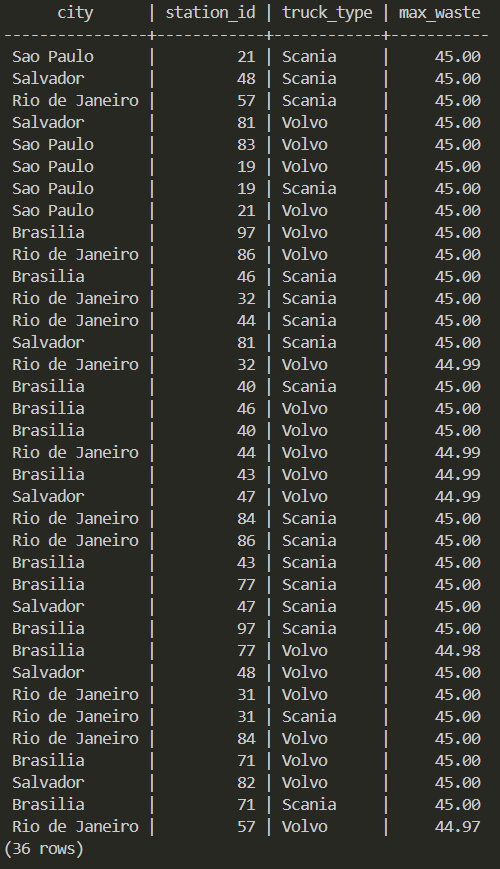 city      | station_id | truck_type | max_waste
----------------+------------+------------+-----------
 Sao Paulo      |         21 | Scania     |     45.00
 Salvador       |         48 | Scania     |     45.00
 Rio de Janeiro |         57 | Scania     |     45.00
 Salvador       |         81 | Volvo      |     45.00
 Sao Paulo      |         83 | Volvo      |     45.00
 Sao Paulo      |         19 | Volvo      |     45.00
 Sao Paulo      |         19 | Scania     |     45.00
 Sao Paulo      |         21 | Volvo      |     45.00
 Brasilia       |         97 | Volvo      |     45.00
 Rio de Janeiro |         86 | Volvo      |     45.00
 Brasilia       |         46 | Scania     |     45.00
 Rio de Janeiro |         32 | Scania     |     45.00
 Rio de Janeiro |         44 | Scania     |     45.00
 Salvador       |         81 | Scania     |     45.00
 Rio de Janeiro |         32 | Volvo      |     44.99
 Brasilia       |         40 | Scania     |     45.00
 Brasilia       |         46 | Volvo      |     45.00
 Brasilia       |         40 | Volvo      |     45.00
 Rio de Janeiro |         44 | Volvo      |     44.99
 Brasilia       |         43 | Volvo      |     44.99
 Salvador       |         47 | Volvo      |     44.99
 Rio de Janeiro |         84 | Scania     |     45.00
 Rio de Janeiro |         86 | Scania     |     45.00
 Brasilia       |         43 | Scania     |     45.00
 Brasilia       |         77 | Scania     |     45.00
 Salvador       |         47 | Scania     |     45.00
 Brasilia       |         97 | Scania     |     45.00
 Brasilia       |         77 | Volvo      |     44.98
 Salvador       |         48 | Volvo      |     45.00
 Rio de Janeiro |         31 | Volvo      |     45.00
 Rio de Janeiro |         31 | Scania     |     45.00
 Rio de Janeiro |         84 | Volvo      |     45.00
 Brasilia       |         71 | Volvo      |     45.00
 Salvador       |         82 | Volvo      |     45.00
 Brasilia       |         71 | Scania     |     45.00
 Rio de Janeiro |         57 | Volvo      |     44.97
(36 rows)